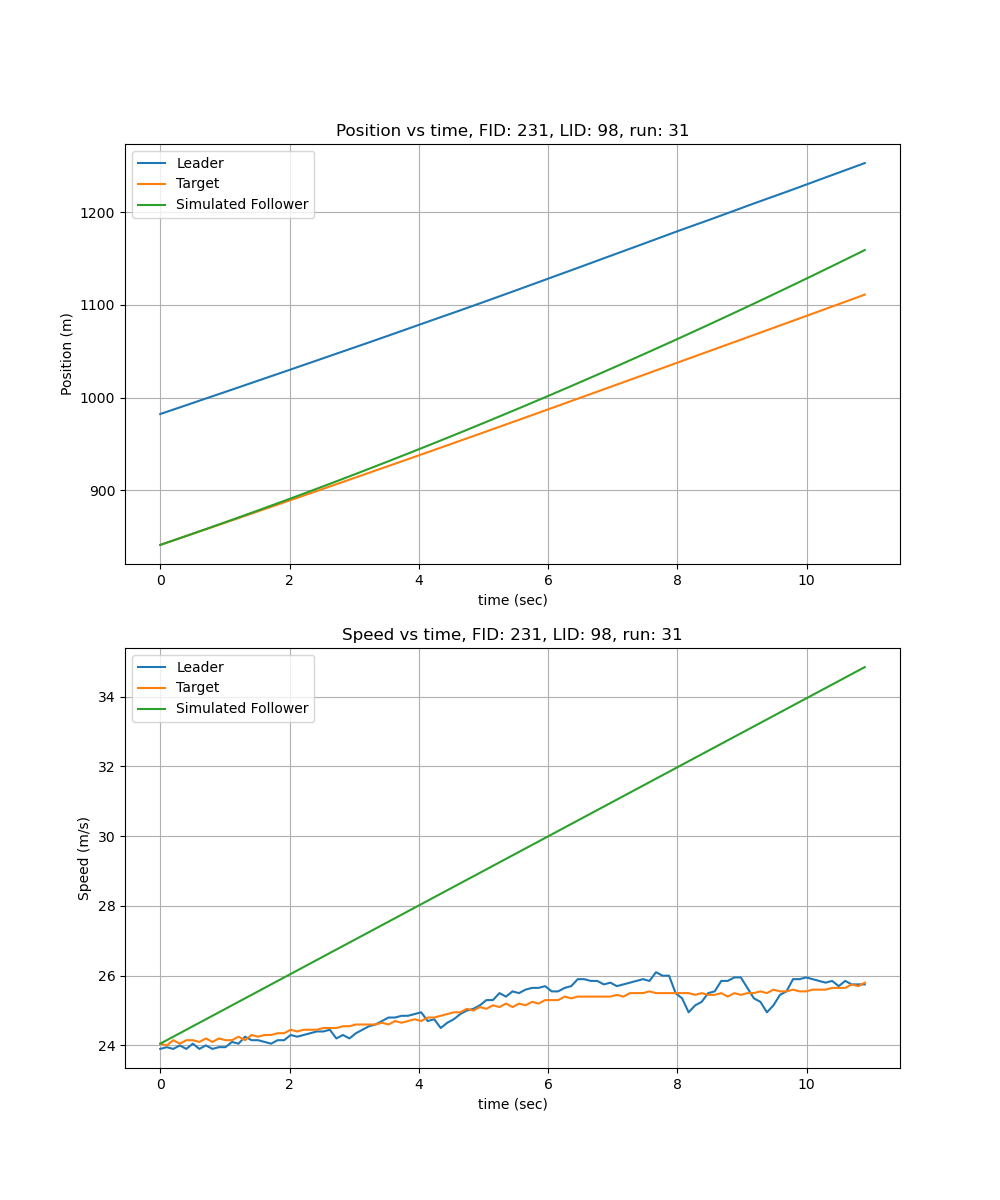 Position vs time, FID: 231, LID: 98, run: 31
Leader
Target
Simulated Follower
Position (m)
1200
1100
1000
900
0 2 4 6 8 10
time (sec)
Speed vs time, FID: 231, LID: 98, run: 31
Leader
Target
Simulated Follower
Speed (m/s)
34
32
30
28
26
24
0 2 4 6 8 10
time (sec)